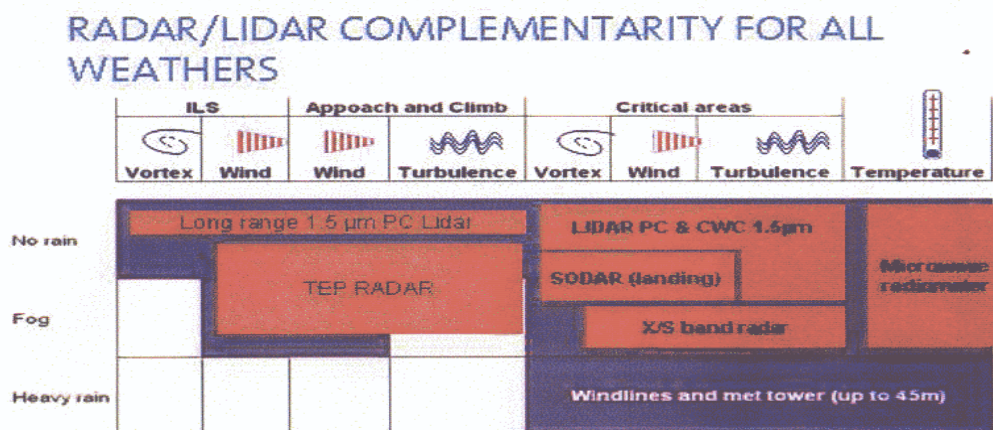 RADAR/LIDAR COMPLEMENTARITY FOR ALL
WEATHERS
ILS Appoach and Climb Critical areas
Vortex Wind Wind Turbulence Vortex Wind Turbulence Temperature
No rain
Long range 1.5 µm PC Lidar
LIDAR PC & CWC 1.5µm
TEP RADAR
SODAR (landing)
Microwave
radiometer
Fog
X/S band radar
Heavy rain
Windlines and met tower (up to 45m)